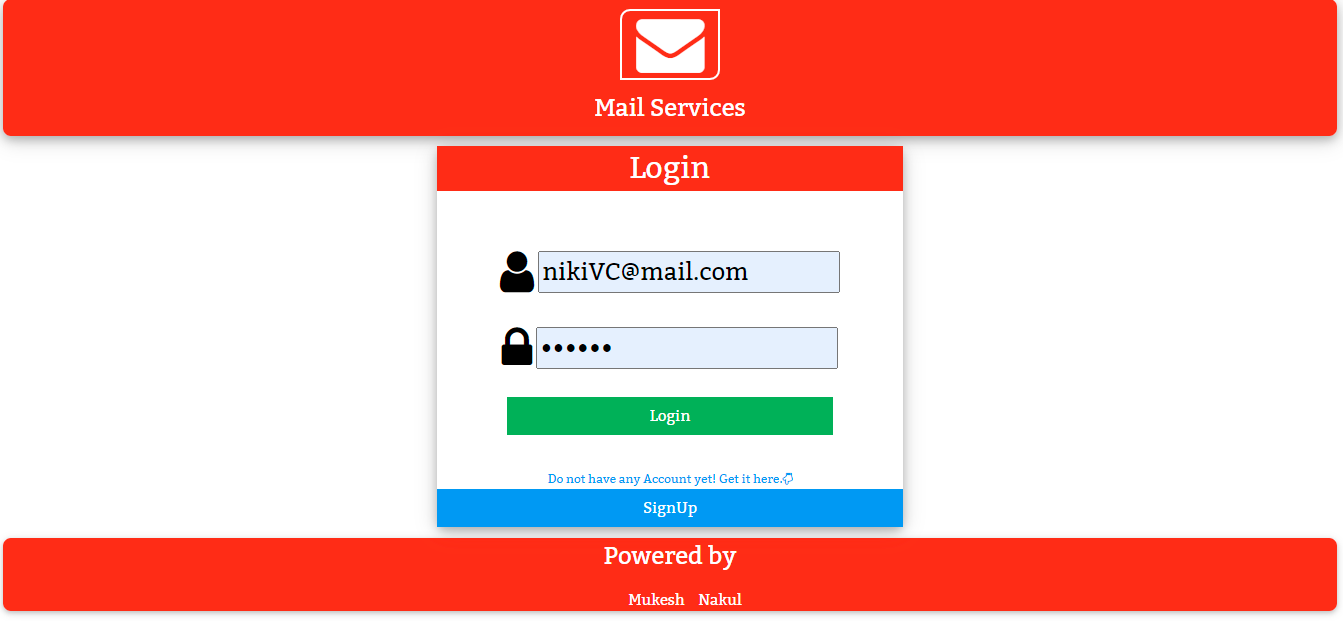 Mail Services
Login
nikiVC@mail.com
••••••
Login
Do not have any Account yet! Get it here.
SignUp
Powered by
Mukesh Nakul